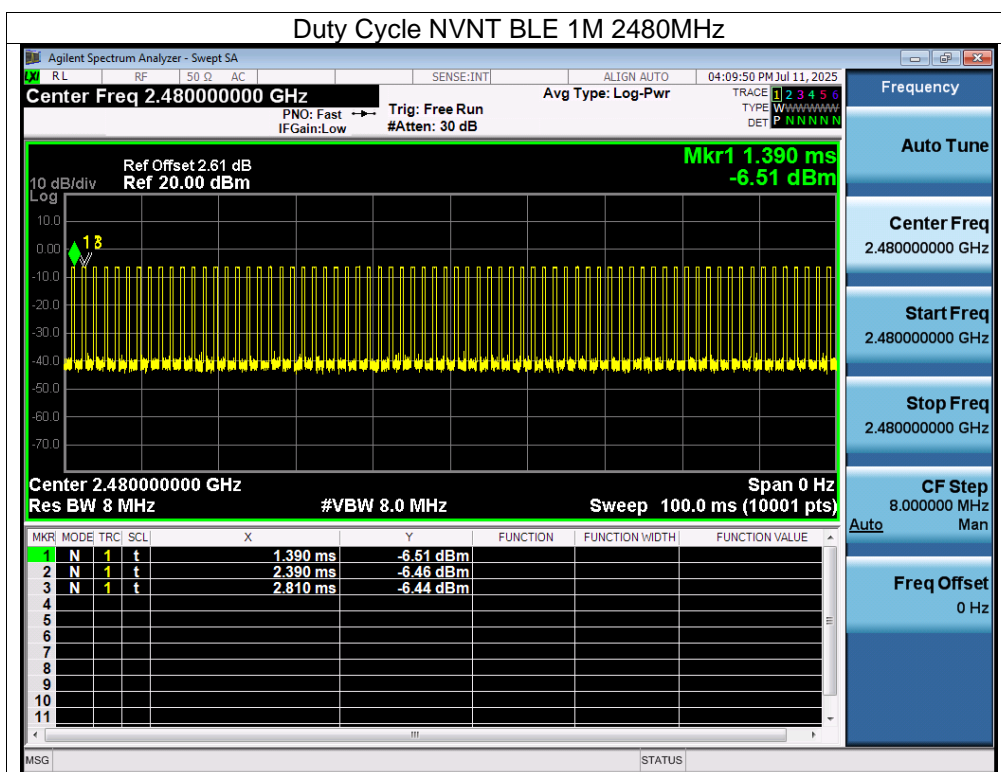 Duty Cycle NVNT BLE 1M 2480MHz
Agilent Spectrum Analyzer - Swept SA
LXI RL RF 50 Ω AC SENSE:INT ALIGN AUTO 04:09:50 PM Jul 11, 2025
Center Freq 2.480000000 GHz Avg Type: Log-Pwr TRACE 1 2 3 4 5 6
PNO: Fast Trig: Free Run TYPE WWWWWW
IFGain:Low #Atten: 30 dB DET P N N N N N
Frequency
Auto Tune
Center Freq
2.480000000 GHz
Start Freq
2.480000000 GHz
Stop Freq
2.480000000 GHz
CF Step
8.000000 MHz
Auto Man
Freq Offset
0 Hz
Mkr1 1.390 ms
-6.51 dBm
Ref Offset 2.61 dB
10 dB/div Ref 20.00 dBm
Log
10.0
0.00
-10.0
-20.0
-30.0
-40.0
-50.0
-60.0
-70.0
1
3
Center 2.480000000 GHz Span 0 Hz
Res BW 8 MHz #VBW 8.0 MHz Sweep 100.0 ms (10001 pts)
MKR MODE TRC SCL X Y FUNCTION FUNCTION WIDTH FUNCTION VALUE
1 N 1 t 1.390 ms -6.51 dBm
2 N 1 t 2.390 ms -6.46 dBm
3 N 1 t 2.810 ms -6.44 dBm
4
5
6
7
8
9
10
11
MSG STATUS